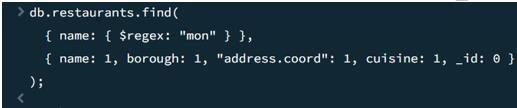 db.restaurants.find(
{ name: { $regex: "mon" } },
{ name: 1, borough: 1, "address.coord": 1, cuisine: 1, _id: 0 }
);